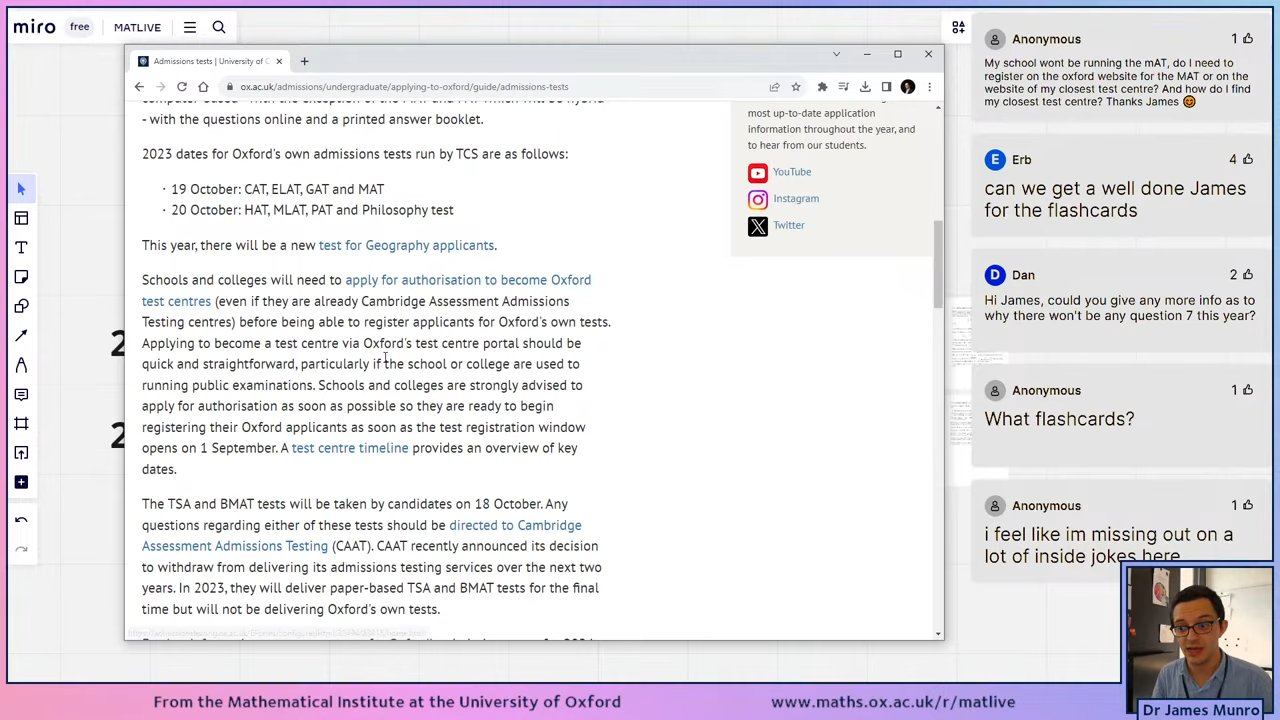 miro free MATLIVE
Admissions tests | University of O
ox.ac.uk/admissions/undergraduate/applying-to-oxford/guide/admissions-tests
- with the questions online and a printed answer booklet.
2023 dates for Oxford's own admissions tests run by TCS are as follows:
· 19 October: CAT, ELAT, GAT and MAT
· 20 October: HAT, MLAT, PAT and Philosophy test
This year, there will be a new test for Geography applicants.
Schools and colleges will need to apply for authorisation to become Oxford
test centres (even if they are already Cambridge Assessment Admissions
Testing centres) before being able to register any candidates for Oxford's own tests.
Applying to become a test centre for Oxford's test centre provider should be
a straightforward process, particularly if the school or college is used to
running public examinations. Schools and colleges are strongly advised to
apply for authorisation as soon as possible so they are ready to begin
registering their Oxford applicants for tests once the registration window
opens on 1 September. A test centre timeline provides an overview of key
dates.
The TSA and BMAT tests will be taken by candidates on 18 October. Any
questions regarding either of these tests should be directed to Cambridge
Assessment Admissions Testing (CAAT). CAAT recently announced its decision
to withdraw from delivering its admissions testing services over the next two
years. In 2023, they will deliver paper-based TSA and BMAT tests for the final
time but will not be delivering Oxford's own tests.
most up-to-date application
information throughout the year, and
to hear from our students.
YouTube
Instagram
Twitter
2
2
Anonymous 1
My school wont be running the mAT, do I need to
register on the oxford website for the MAT or on the
website of my closest test centre? And how do I find
my closest test centre? Thanks James 😊
E Erb 4
can we get a well done James
for the flashcards
D Dan 2
Hi James, could you give any more info as to
why there won't be any question 7 this year?
Anonymous 1
What flashcards?
Anonymous 1
i feel like im missing out on a
lot of inside jokes here
From the Mathematical Institute at the University of Oxford
www.maths.ox.ac.uk/r/matlive
Dr James Munro